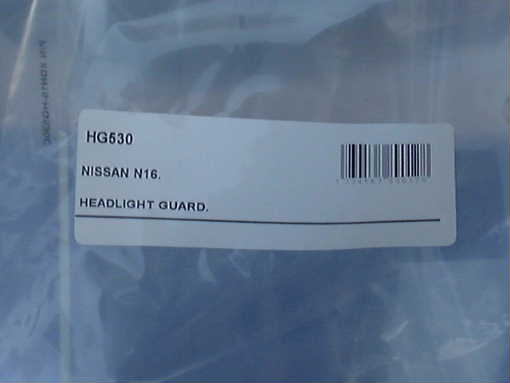 HG530
NISSAN N16.
HEADLIGHT GUARD.